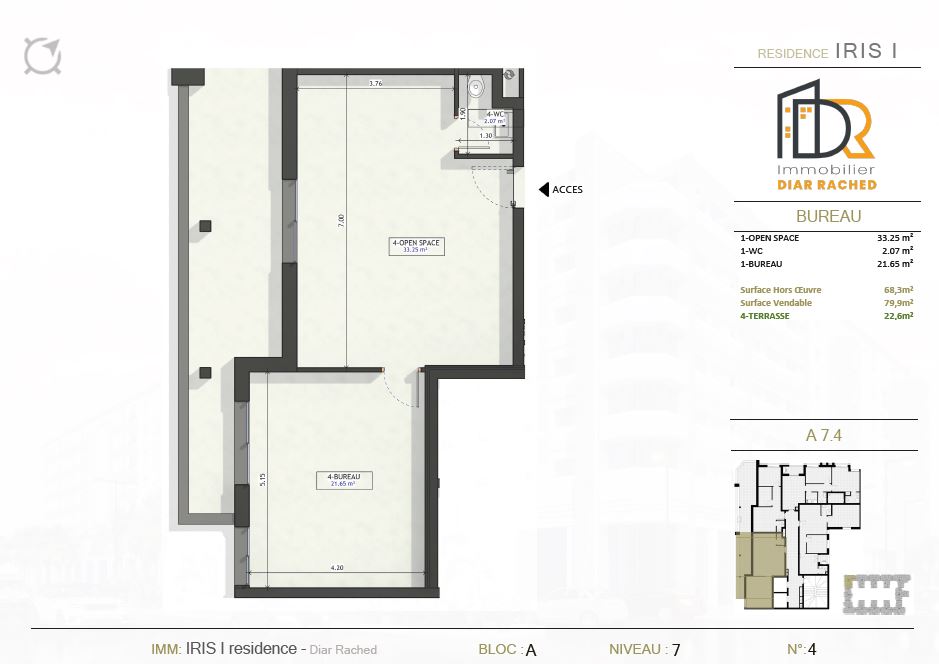 RESIDENCE IRIS I
DR
Immobilier
DIAR RACHED
BUREAU
1-OPEN SPACE 33.25 m²
1-WC 2.07 m²
1-BUREAU 21.65 m²
Surface Hors Œuvre 68,3m²
Surface Vendable 79,9m²
4-TERRASSE 22,6m²
3.76
1.90
4-WC
2.07 m²
1.30
ACCES
7.00
4-OPEN SPACE
33.25 m²
5.15
4-BUREAU
21.65 m²
4.20
A 7.4
IMM: IRIS I residence - Diar Rached BLOC : A NIVEAU : 7 N°: 4